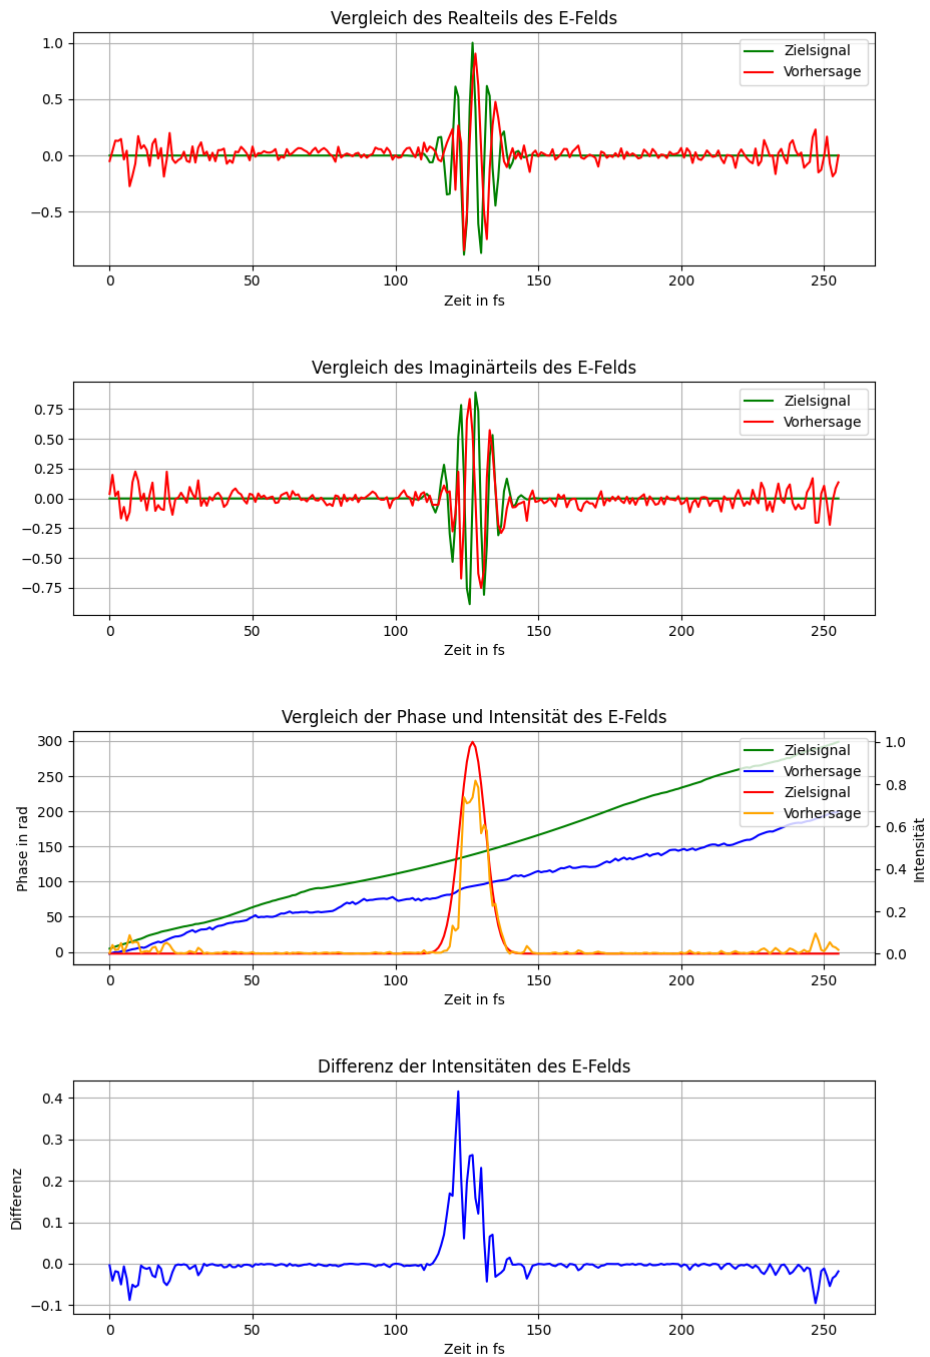 Vergleich des Realteils des E-Felds
Zielsignal
Vorhersage
1.0
0.5
0.0
−0.5
0 50 100 150 200 250
Zeit in fs
Vergleich des Imaginärteils des E-Felds
Zielsignal
Vorhersage
0.75
0.50
0.25
0.00
−0.25
−0.50
−0.75
0 50 100 150 200 250
Zeit in fs
Vergleich der Phase und Intensität des E-Felds
Zielsignal
Vorhersage
Zielsignal
Vorhersage
Phase in rad
300
250
200
150
100
50
0
1.0
0.8
0.6
0.4
0.2
0.0
Intensität
0 50 100 150 200 250
Zeit in fs
Differenz der Intensitäten des E-Felds
Differenz
0.4
0.3
0.2
0.1
0.0
−0.1
0 50 100 150 200 250
Zeit in fs